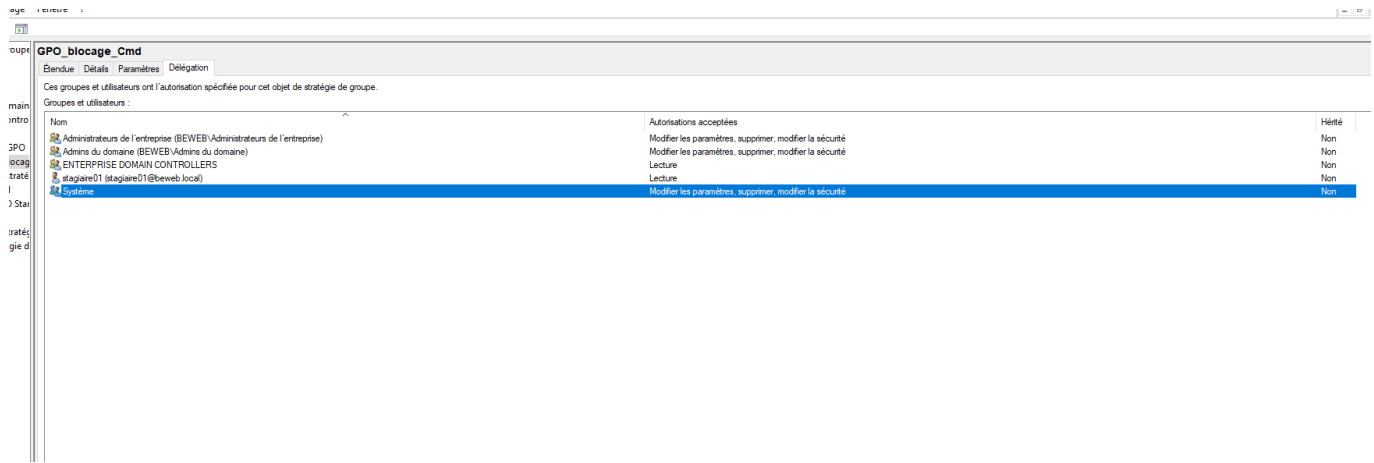 GPO_blocage_Cmd
Étendue Détails Paramètres Délégation
Ces groupes et utilisateurs ont l'autorisation spécifiée pour cet objet de stratégie de groupe.
Groupes et utilisateurs :
Nom Autorisations acceptées Hérité
Administrateurs de l'entreprise (BEWEB\Administrateurs de l'entreprise) Modifier les paramètres, supprimer, modifier la sécurité Non
Admins du domaine (BEWEB\Admins du domaine) Modifier les paramètres, supprimer, modifier la sécurité Non
ENTERPRISE DOMAIN CONTROLLERS Lecture Non
stagiaire01 (stagiaire01@beweb.local) Lecture Non
Système Modifier les paramètres, supprimer, modifier la sécurité Non